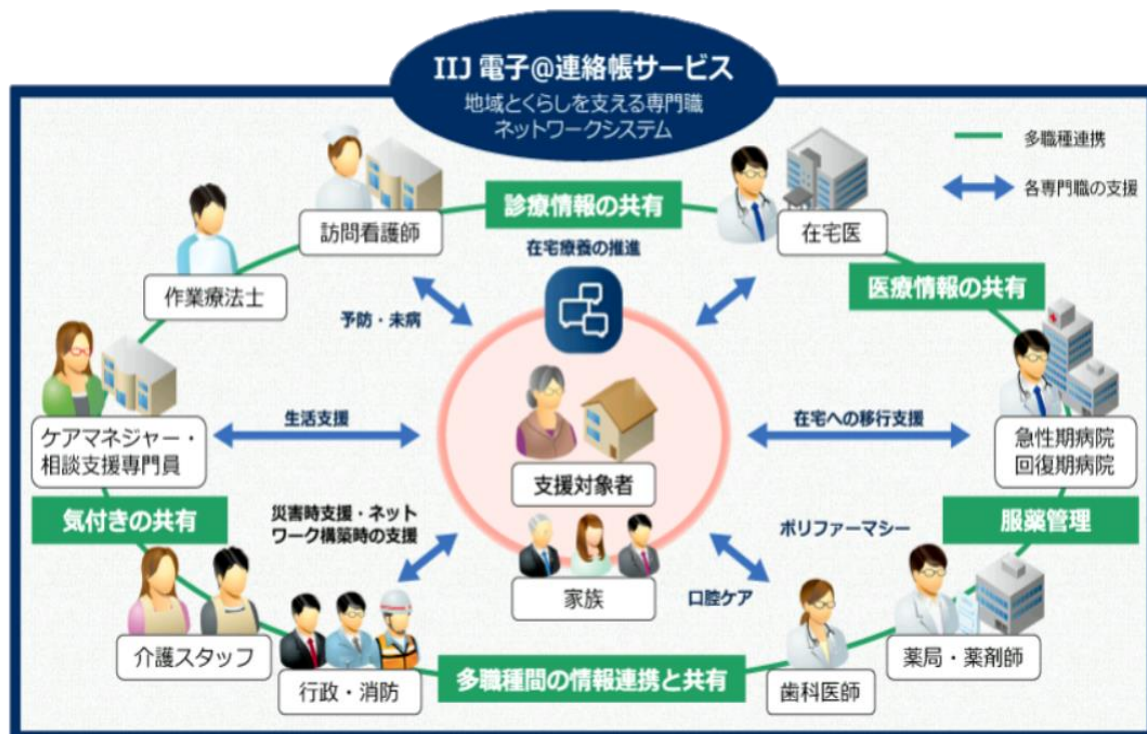 IIJ 電子@連絡帳サービス
地域とくらしを支える専門職
ネットワークシステム
多職種連携
各専門職の支援
診療情報の共有
訪問看護師
在宅医
在宅療養の推進
作業療法士
医療情報の共有
予防・未病
生活支援
在宅への移行支援
ケアマネジャー・
相談支援専門員
急性期病院
回復期病院
支援対象者
気付きの共有
災害時支援・ネット
ワーク構築時の支援
ポリファーマシー
服薬管理
家族
口腔ケア
介護スタッフ
行政・消防
多職種間の情報連携と共有
歯科医師
薬局・薬剤師